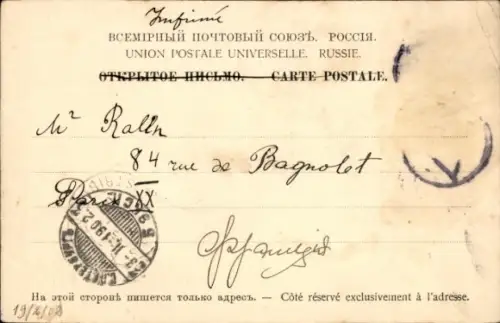 Imprimé
ВСЕМІРНЫЙ ПОЧТОВЫЙ СОЮЗЪ. РОССІЯ.
UNION POSTALE UNIVERSELLE. RUSSIE.
ОТКРЫТОЕ ПИСЬМО. — CARTE POSTALE.
Mr
84 rue de Bagnolet
Paris XX
На этой сторонѣ пишется только адресъ. — Côté réservé exclusivement à l'adresse.